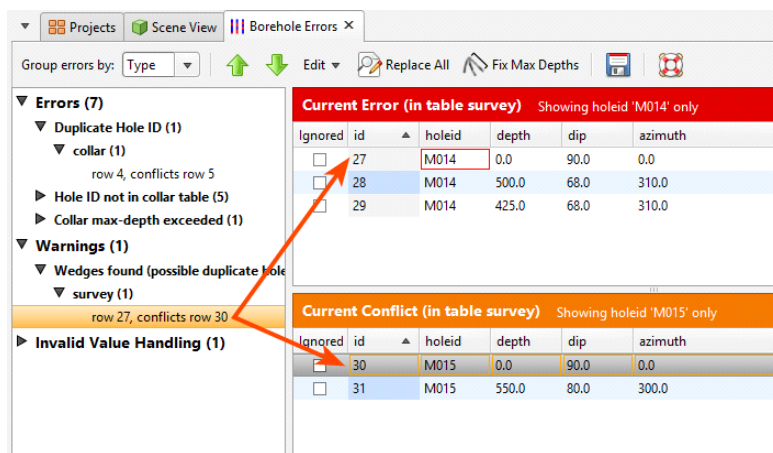 Projects Scene View Borehole Errors
Group errors by: Type Edit Replace All Fix Max Depths
Errors (7)
Duplicate Hole ID (1)
collar (1)
row 4, conflicts row 5
Hole ID not in collar table (5)
Collar max-depth exceeded (1)
Warnings (1)
Wedges found (possible duplicate hole
survey (1)
row 27, conflicts row 30
Invalid Value Handling (1)
Current Error (in table survey) Showing holeid 'M014' only
Ignored id holeid depth dip azimuth
27 M014 0.0 90.0 0.0
28 M014 500.0 68.0 310.0
29 M014 425.0 68.0 310.0
Current Conflict (in table survey) Showing holeid 'M015' only
Ignored id holeid depth dip azimuth
30 M015 0.0 90.0 0.0
31 M015 550.0 80.0 300.0